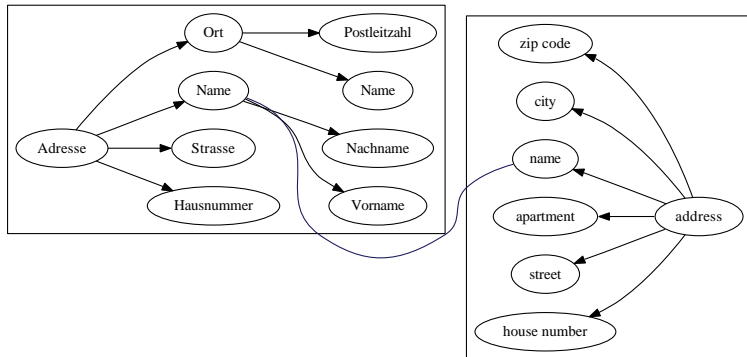 Ort
Postleitzahl
Name
Name
Adresse
Strasse
Nachname
Hausnummer
Vorname
zip code
city
name
apartment
address
street
house number